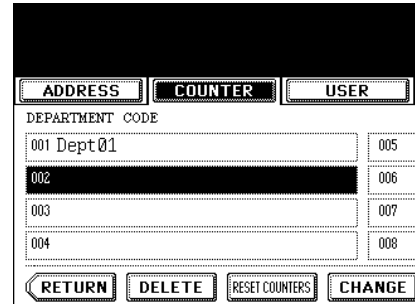 ADDRESS COUNTER USER
DEPARTMENT CODE
001 Dept01 005
002 006
003 007
004 008
RETURN DELETE RESET COUNTERS CHANGE